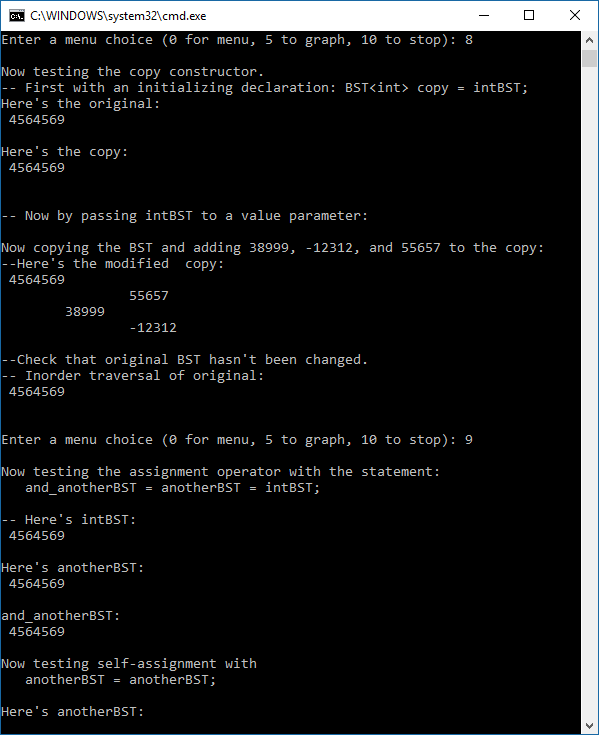 C:\WINDOWS\system32\cmd.exe
Enter a menu choice (0 for menu, 5 to graph, 10 to stop): 8
Now testing the copy constructor.
-- First with an initializing declaration: BST<int> copy = intBST;
Here's the original:
4564569
Here's the copy:
4564569
-- Now by passing intBST to a value parameter:
Now copying the BST and adding 38999, -12312, and 55657 to the copy:
--Here's the modified  copy:
4564569
55657
38999
-12312
--Check that original BST hasn't been changed.
-- Inorder traversal of original:
4564569
Enter a menu choice (0 for menu, 5 to graph, 10 to stop): 9
Now testing the assignment operator with the statement:
and_anotherBST = anotherBST = intBST;
-- Here's intBST:
4564569
Here's anotherBST:
4564569
and_anotherBST:
4564569
Now testing self-assignment with
anotherBST = anotherBST;
Here's anotherBST: